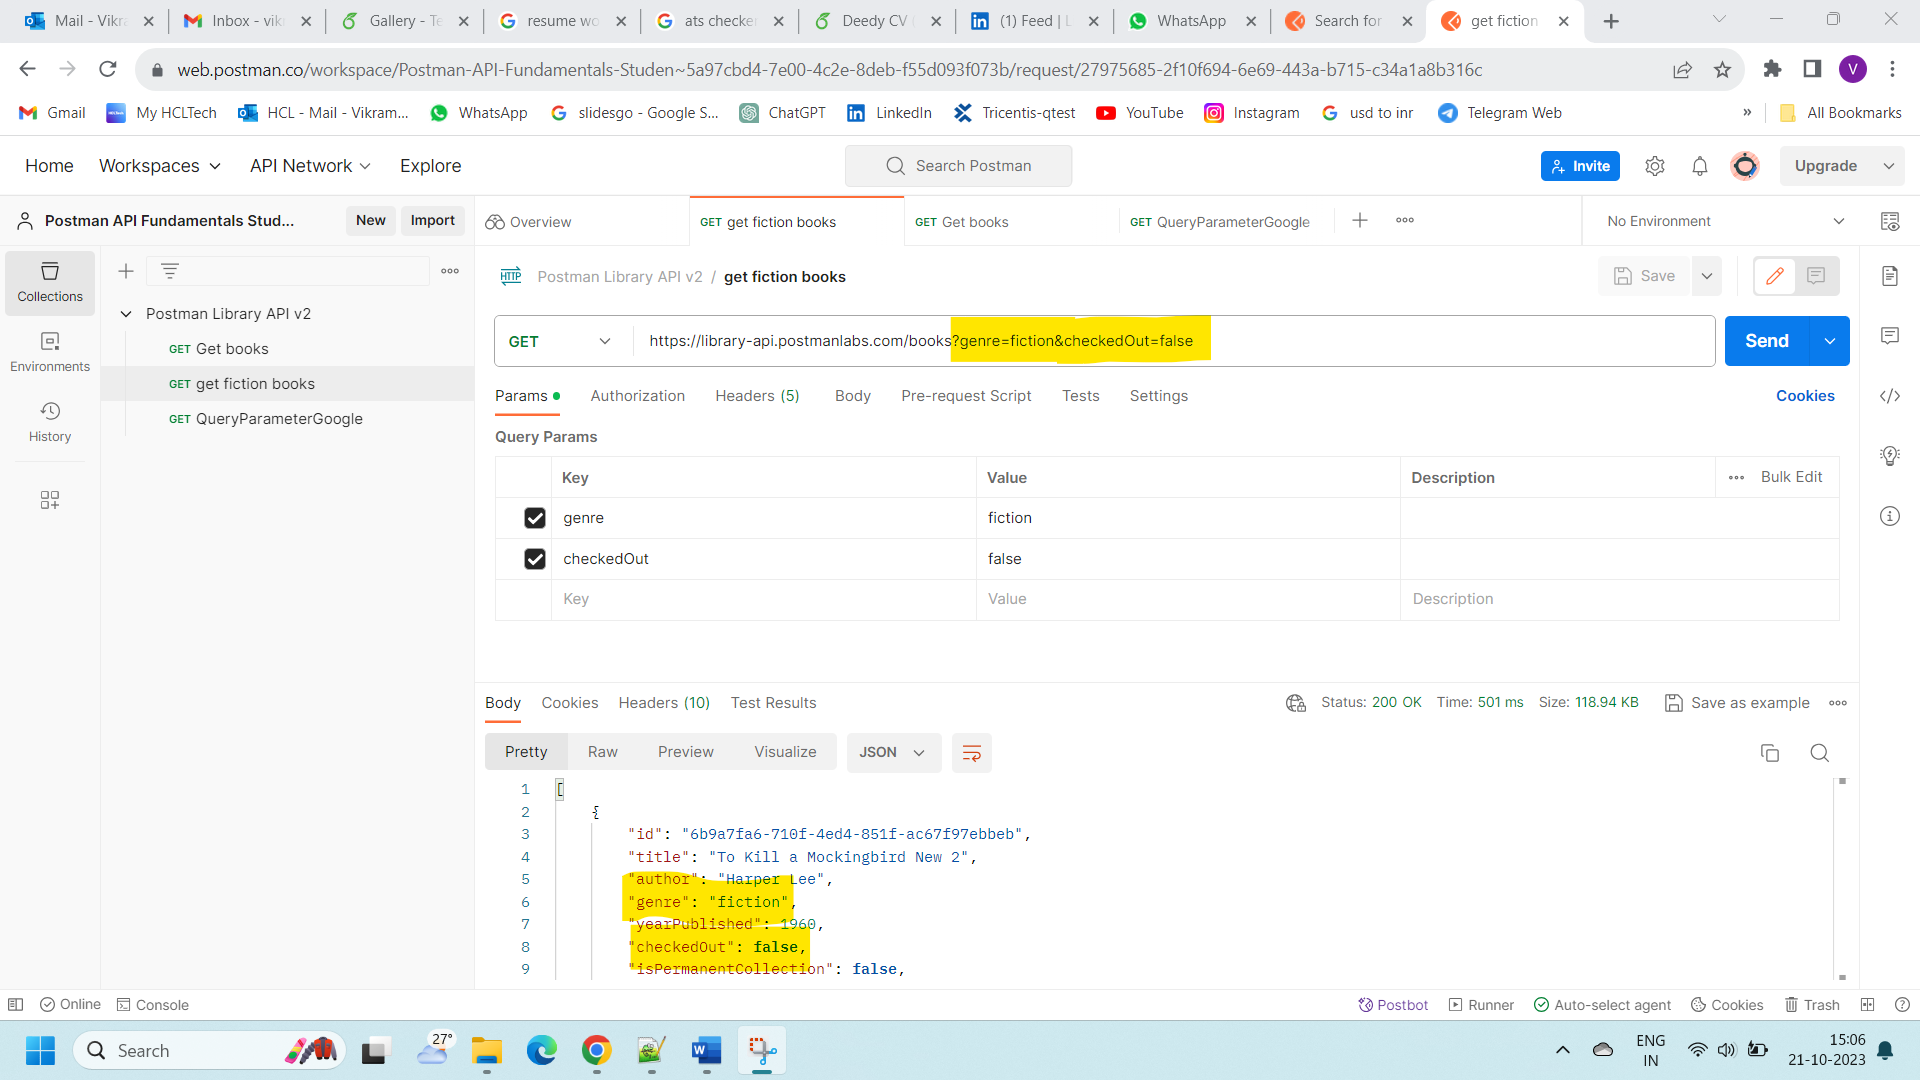 Mail - Vikra
Inbox - vik
Gallery - Te
resume wo
ats checke
Deedy CV
(1) Feed | L
WhatsApp
Search for
get fiction
web.postman.co/workspace/Postman-API-Fundamentals-Studen~5a97cbd4-7e00-4c2e-8deb-f55d093f073b/request/27975685-2f10f694-6e69-443a-b715-c34a1a8b316c
V
Gmail
My HCLTech
HCL - Mail - Vikram...
WhatsApp
slidesgo - Google S...
ChatGPT
LinkedIn
Tricentis-qtest
YouTube
Instagram
usd to inr
Telegram Web
»
All Bookmarks
Home
Workspaces
API Network
Explore
Search Postman
Invite
Upgrade
Postman API Fundamentals Stud...
New
Import
Overview
GET get fiction books
GET Get books
GET QueryParameterGoogle
No Environment
Collections
Environments
History
Postman Library API v2
GET Get books
GET get fiction books
GET QueryParameterGoogle
HTTP
Postman Library API v2 / get fiction books
Save
GET
https://library-api.postmanlabs.com/books?genre=fiction&checkedOut=false
Send
Params
Authorization
Headers (5)
Body
Pre-request Script
Tests
Settings
Cookies
Query Params
Key Value Description
Bulk Edit
genre fiction
checkedOut false
Key Value Description
Body
Cookies
Headers (10)
Test Results
Status: 200 OK
Time: 501 ms
Size: 118.94 KB
Save as example
Pretty
Raw
Preview
Visualize
JSON
1 [
2 {
3 "id": "6b9a7fa6-710f-4ed4-851f-ac67f97ebbeb",
4 "title": "To Kill a Mockingbird New 2",
5 "author": "Harper Lee",
6 "genre": "fiction",
7 "yearPublished": 1960,
8 "checkedOut": false,
9 "isPermanentCollection": false,
Online
Console
Postbot
Runner
Auto-select agent
Cookies
Trash
Search
27°
ENG
IN
15:06
21-10-2023